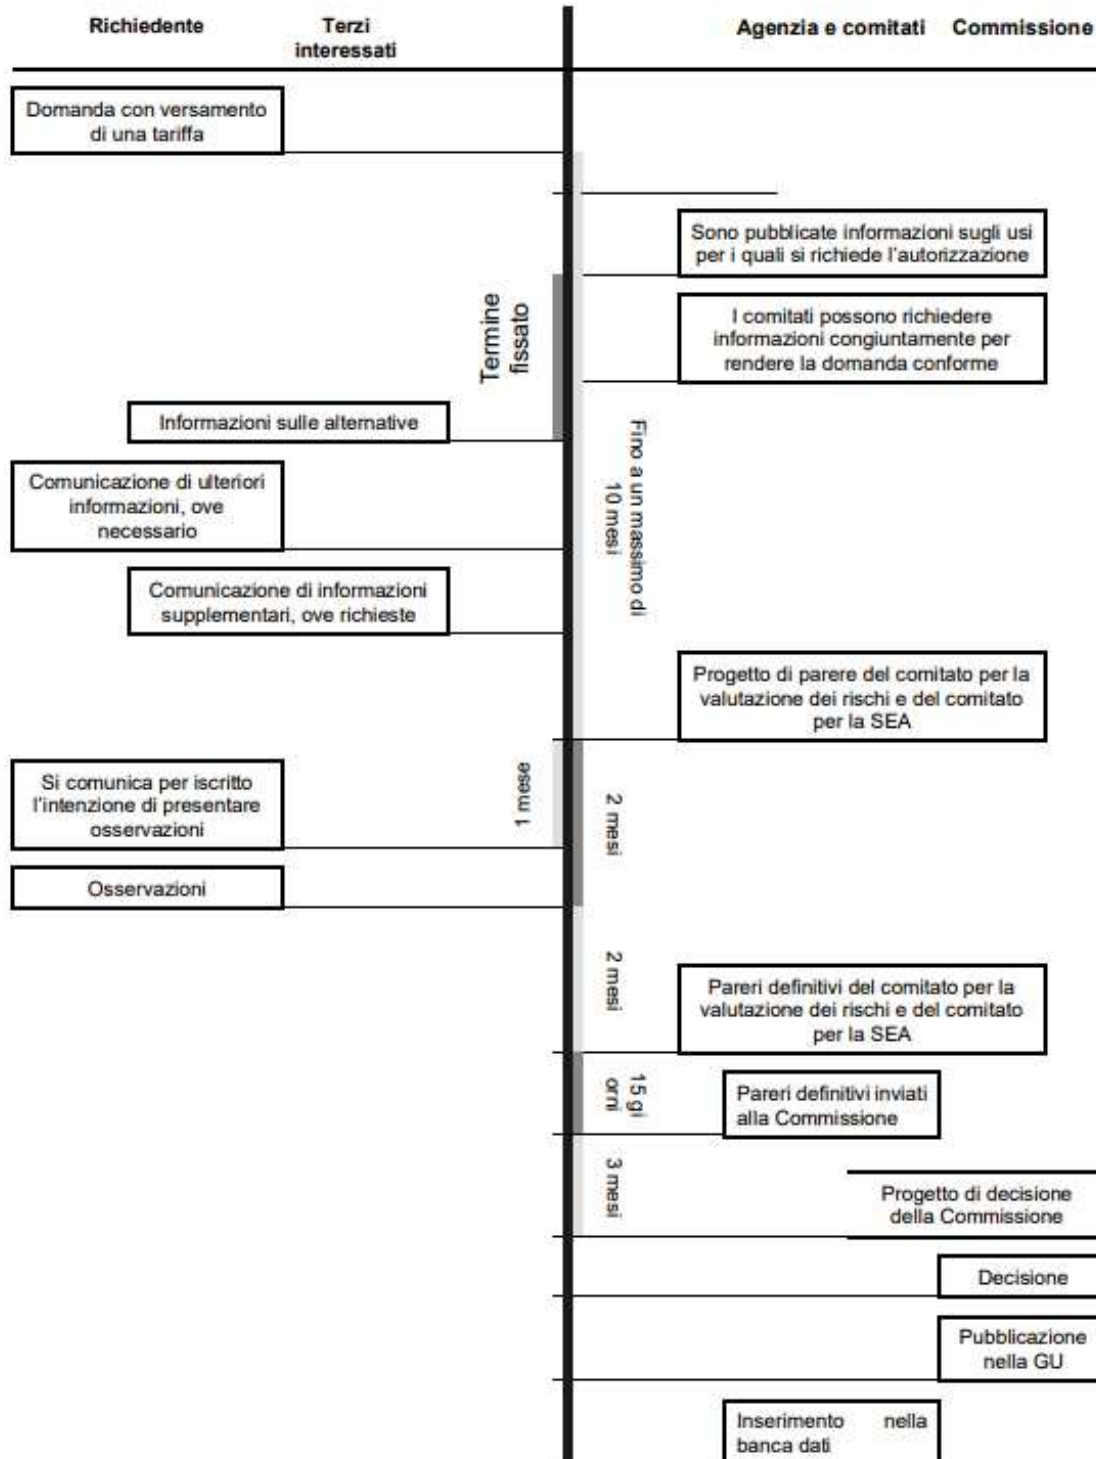 Richiedente
Terzi
interessati
Agenzia e comitati
Commissione
Domanda con versamento
di una tariffa
Sono pubblicate informazioni sugli usi
per i quali si richiede l'autorizzazione
Termine
fissato
I comitati possono richiedere
informazioni congiuntamente per
rendere la domanda conforme
Informazioni sulle alternative
Fino a un massimo di
10 mesi
Comunicazione di ulteriori
informazioni, ove
necessario
Comunicazione di informazioni
supplementari, ove richieste
Progetto di parere del comitato per la
valutazione dei rischi e del comitato
per la SEA
1 mese
2 mesi
Si comunica per iscritto
l'intenzione di presentare
osservazioni
Osservazioni
2 mesi
Pareri definitivi del comitato per la
valutazione dei rischi e del comitato
per la SEA
15 gi
orni
Pareri definitivi inviati
alla Commissione
3 mesi
Progetto di decisione
della Commissione
Decisione
Pubblicazione
nella GU
Inserimento nella
banca dati